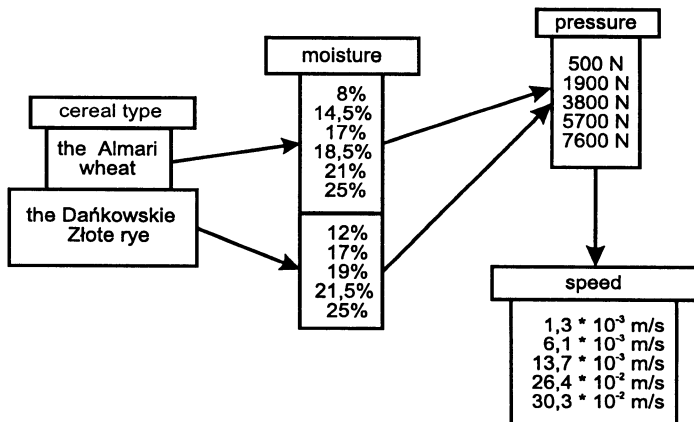 cereal type
the Almari
wheat
the Dańkowskie
Złote rye
moisture
8%
14,5%
17%
18,5%
21%
25%
12%
17%
19%
21,5%
25%
pressure
500 N
1900 N
3800 N
5700 N
7600 N
speed
1,3 * 10⁻³ m/s
6,1 * 10⁻³ m/s
13,7 * 10⁻³ m/s
26,4 * 10⁻² m/s
30,3 * 10⁻² m/s